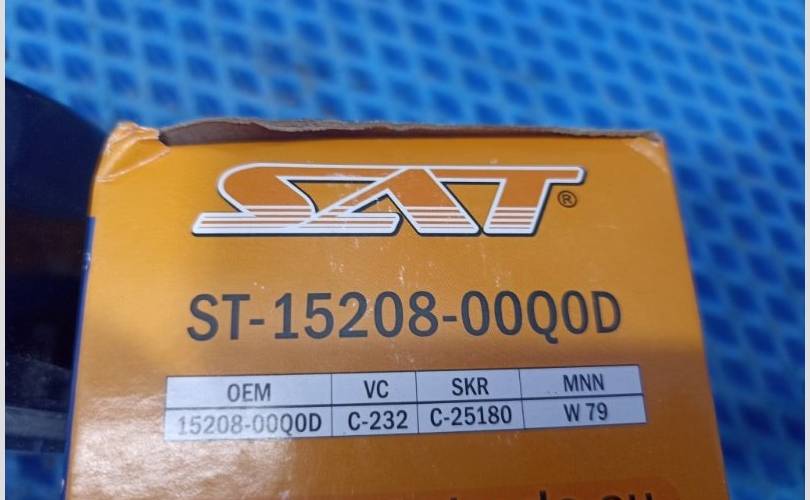 SAT®
ST-15208-00Q0D
OEM VC SKR MNN
15208-00Q0D C-232 C-25180 W 79